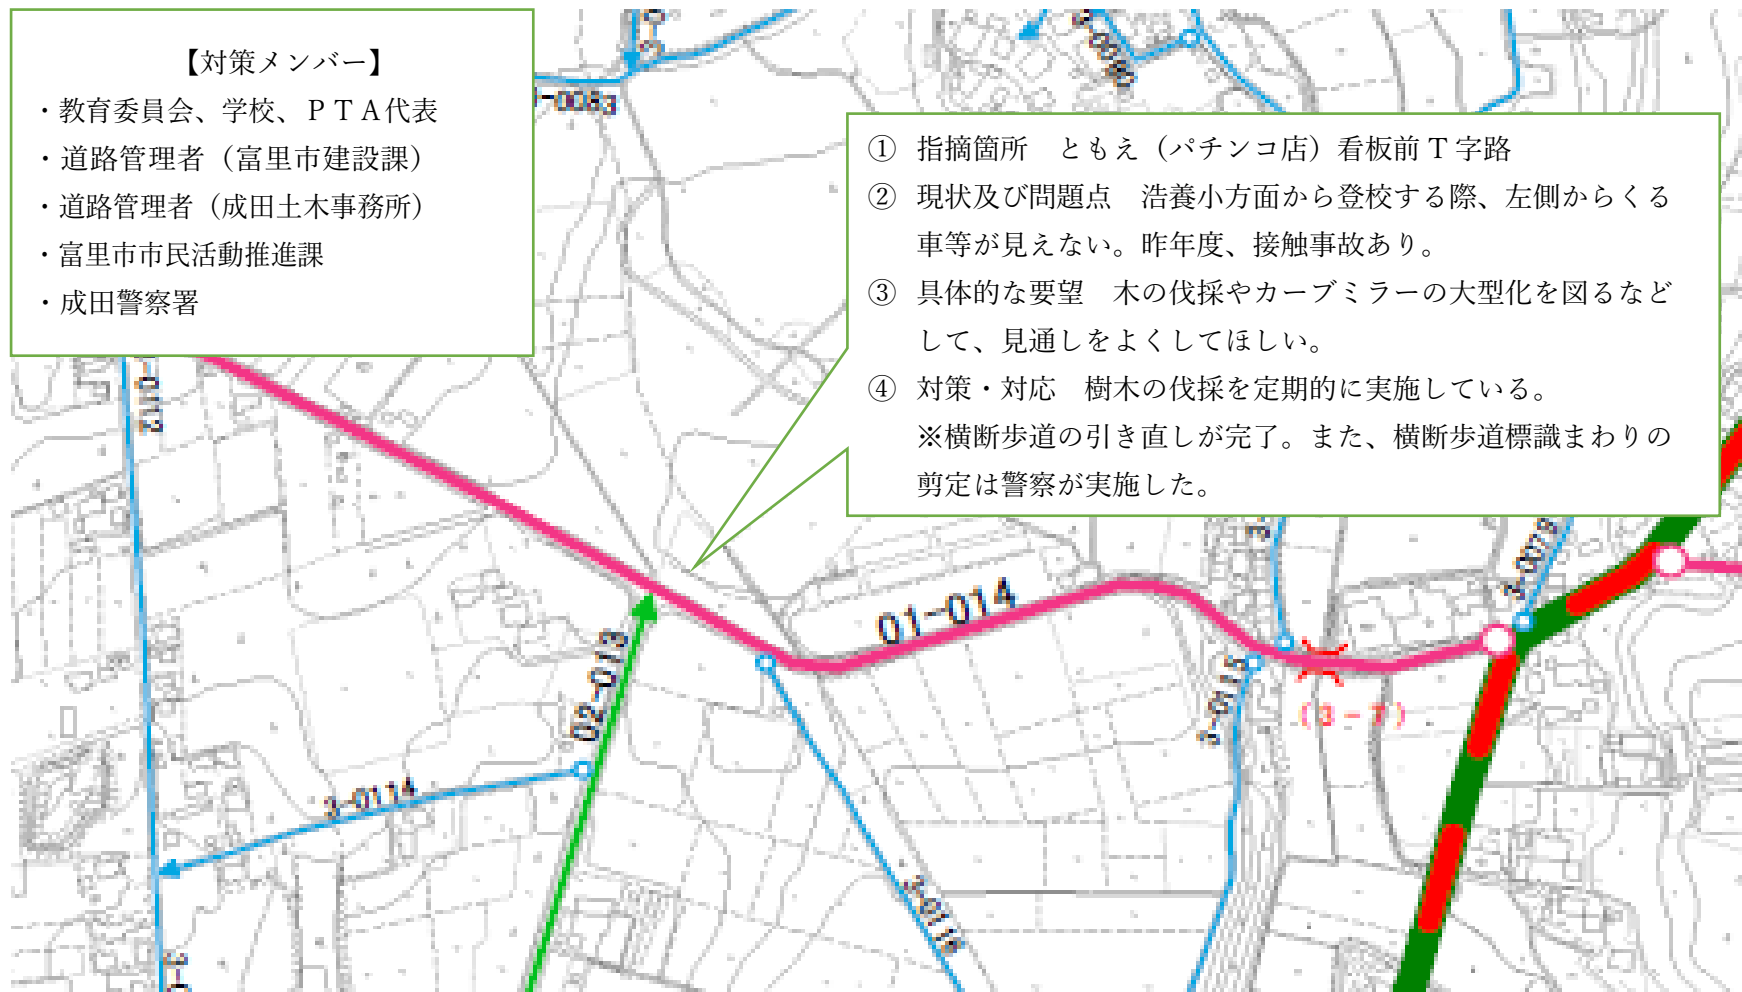 【対策メンバー】
・教育委員会、学校、ＰＴＡ代表
・道路管理者（富里市建設課）
・道路管理者（成田土木事務所）
・富里市市民活動推進課
・成田警察署
① 指摘箇所　ともえ（パチンコ店）看板前Ｔ字路
② 現状及び問題点　浩養小方面から登校する際、左側からくる
車等が見えない。昨年度、接触事故あり。
③ 具体的な要望　木の伐採やカーブミラーの大型化を図るなど
して、見通しをよくしてほしい。
④ 対策・対応　樹木の伐採を定期的に実施している。
※横断歩道の引き直しが完了。また、横断歩道標識まわりの
剪定は警察が実施した。
-0083
-0112
01-014
02-013
3-0114
3-0115
3-0116
3-0079
(3-7)